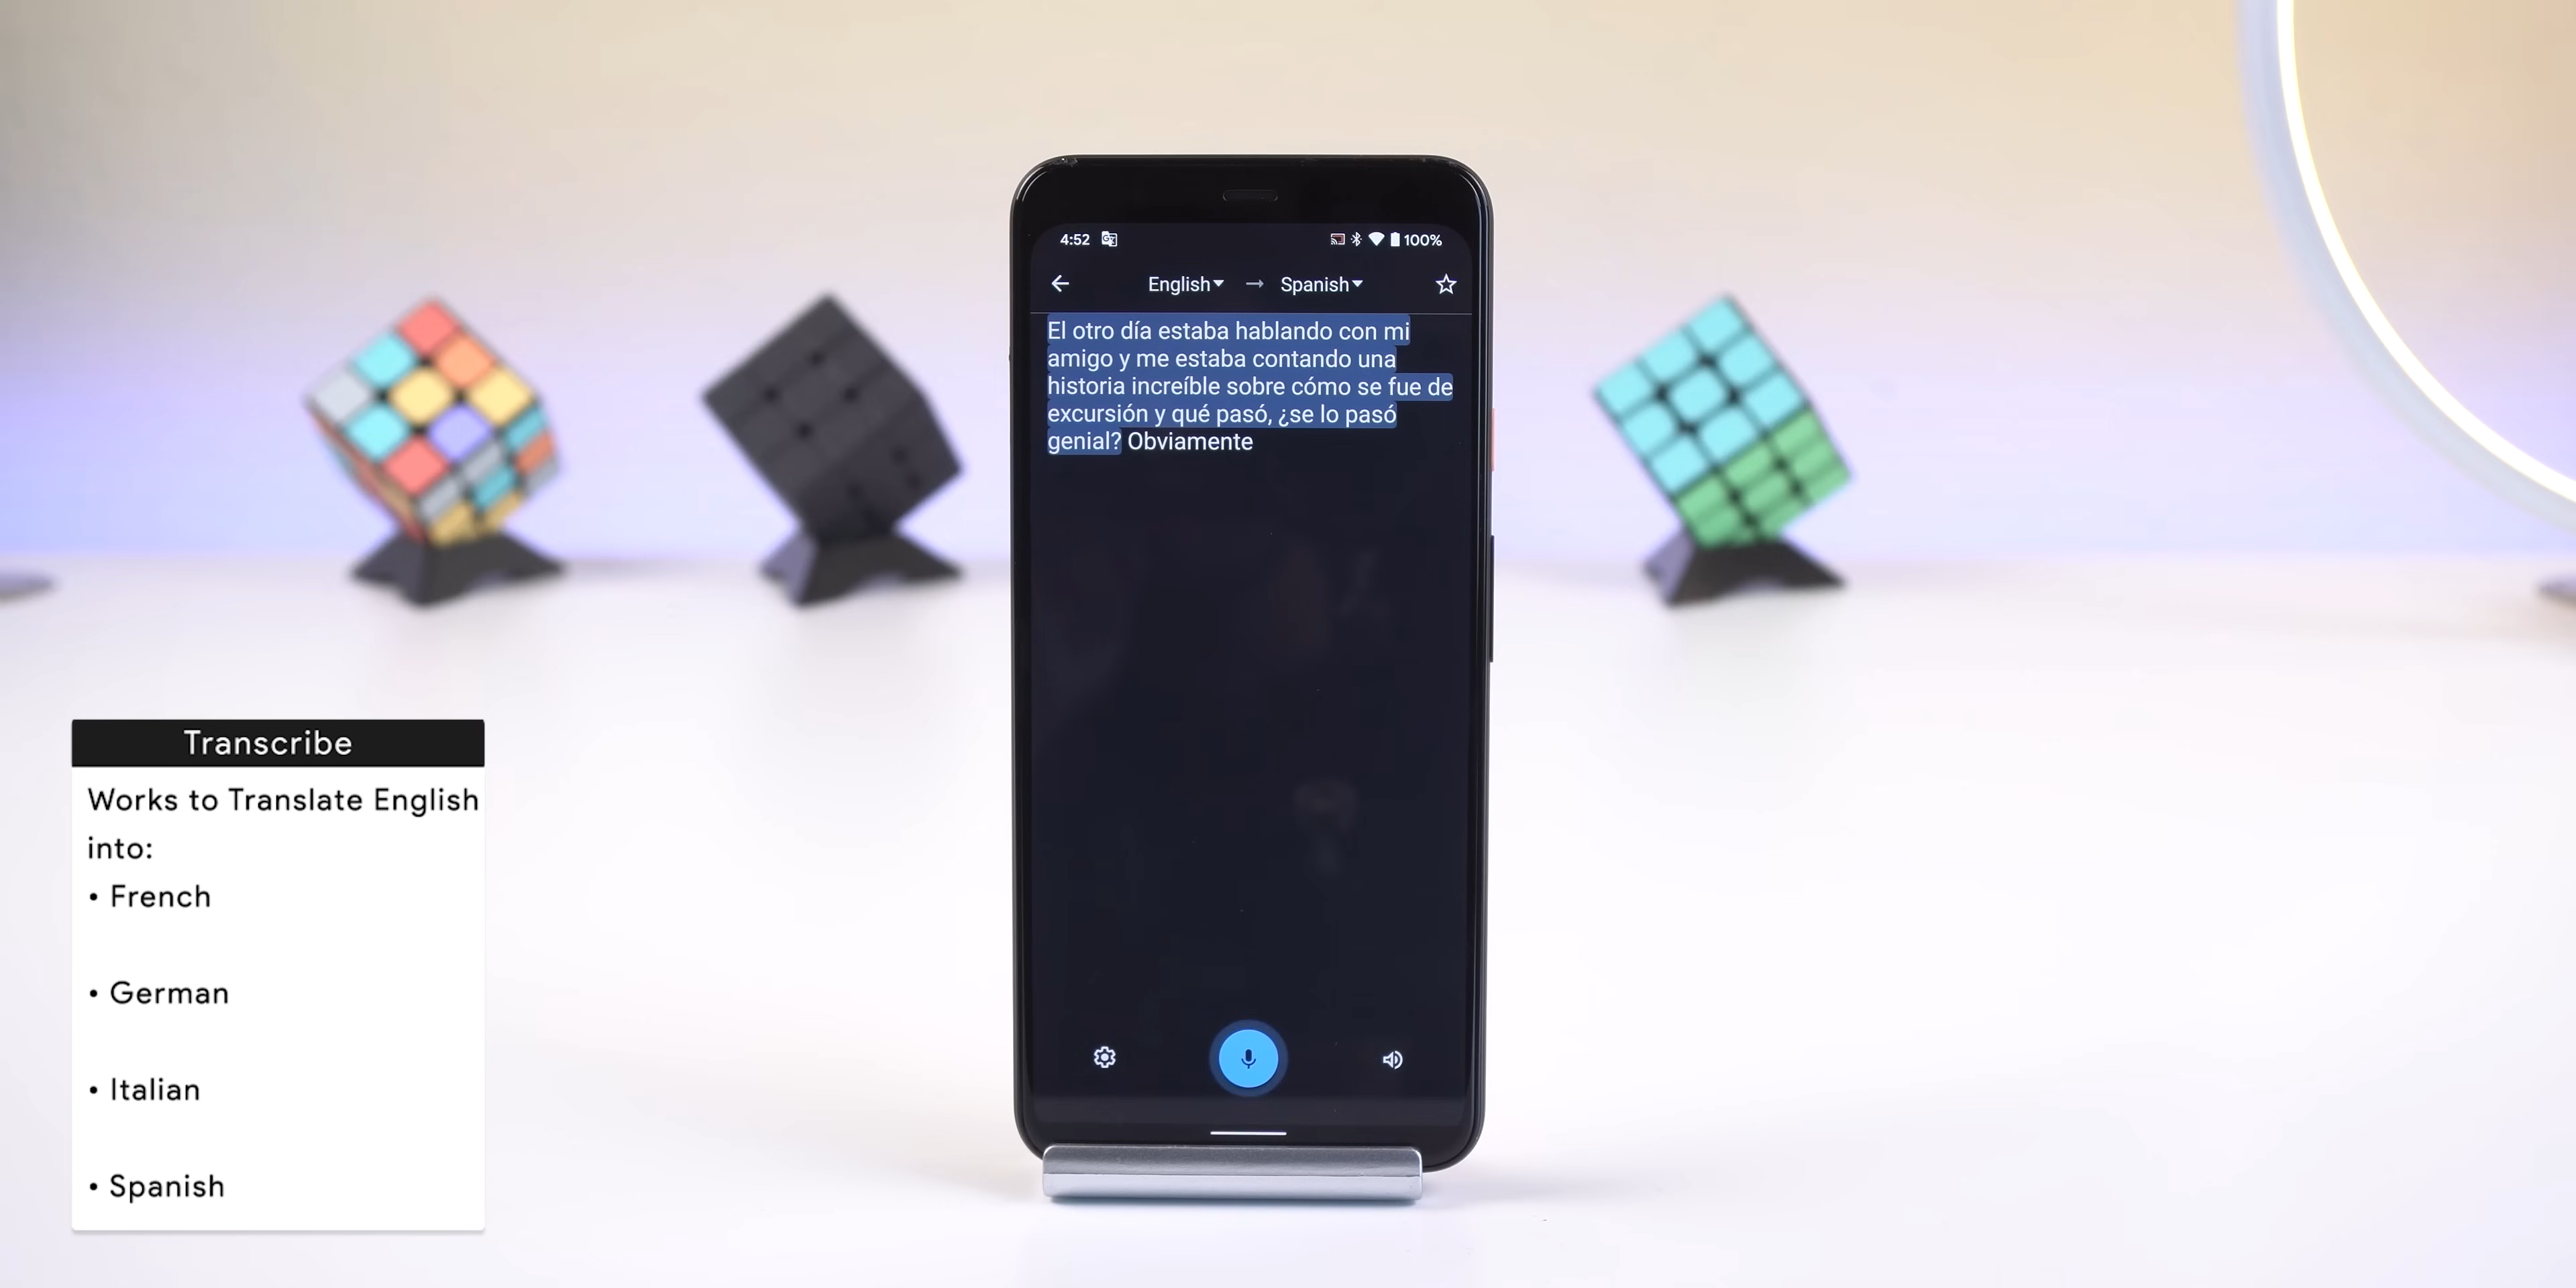 4:52
100%
English
Spanish
El otro día estaba hablando con mi
amigo y me estaba contando una
historia increíble sobre cómo se fue de
excursión y qué pasó, ¿se lo pasó
genial? Obviamente
Transcribe
Works to Translate English
into:
• French
• German
• Italian
• Spanish